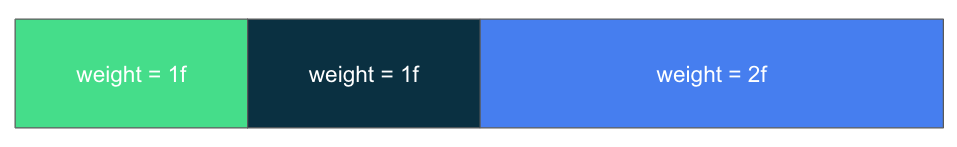 weight = 1f
weight = 1f
weight = 2f